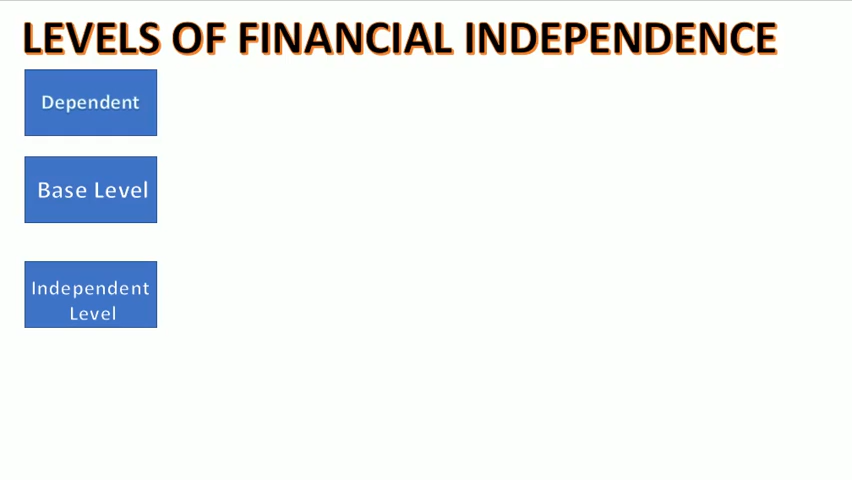 LEVELS OF FINANCIAL INDEPENDENCE
Dependent
Base Level
Independent
Level